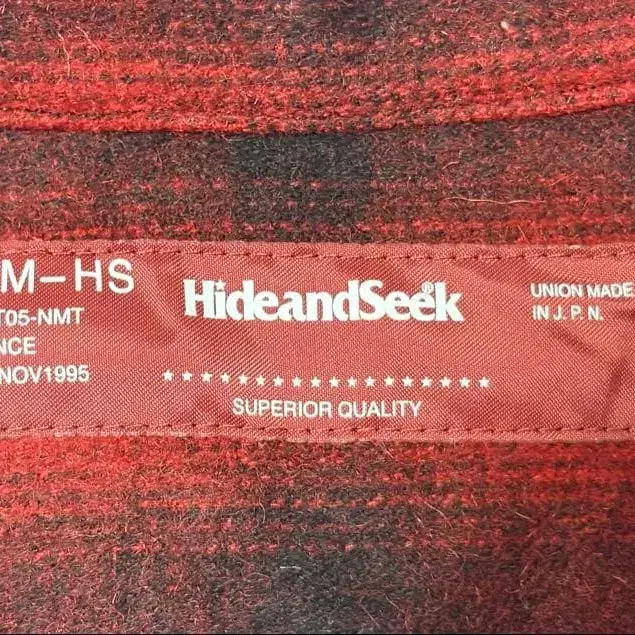 M-HS
T05-NMT
NCE
NOV1995
HideandSeek®
★★★★★★★★★★★★★★★★★★
SUPERIOR QUALITY
UNION MADE
IN J. P. N.